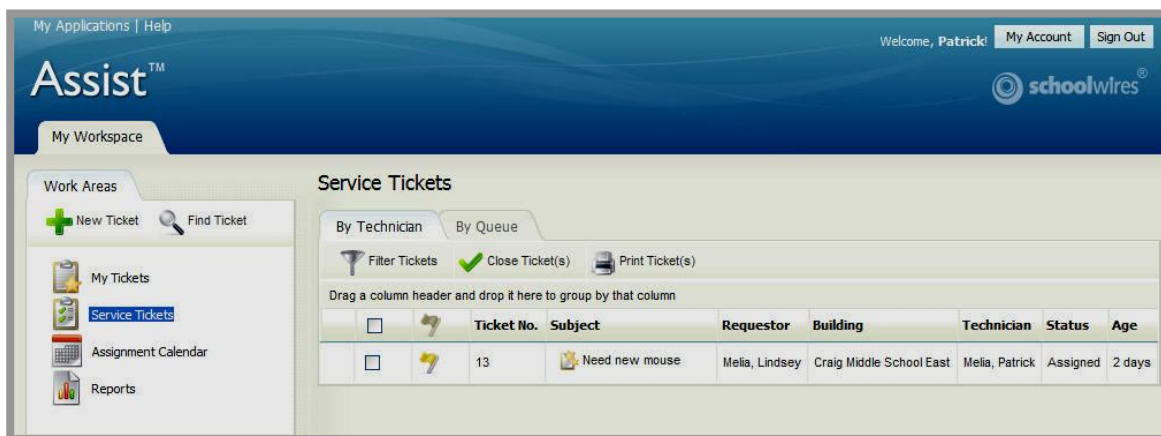 My Applications | Help
Welcome, Patrick! My Account Sign Out
Assist™
schoolwires®
My Workspace
Work Areas
New Ticket Find Ticket
My Tickets
Service Tickets
Assignment Calendar
Reports
Service Tickets
By Technician By Queue
Filter Tickets Close Ticket(s) Print Ticket(s)
Drag a column header and drop it here to group by that column
Ticket No. Subject Requestor Building Technician Status Age
13 Need new mouse Melia, Lindsey Craig Middle School East Melia, Patrick Assigned 2 days